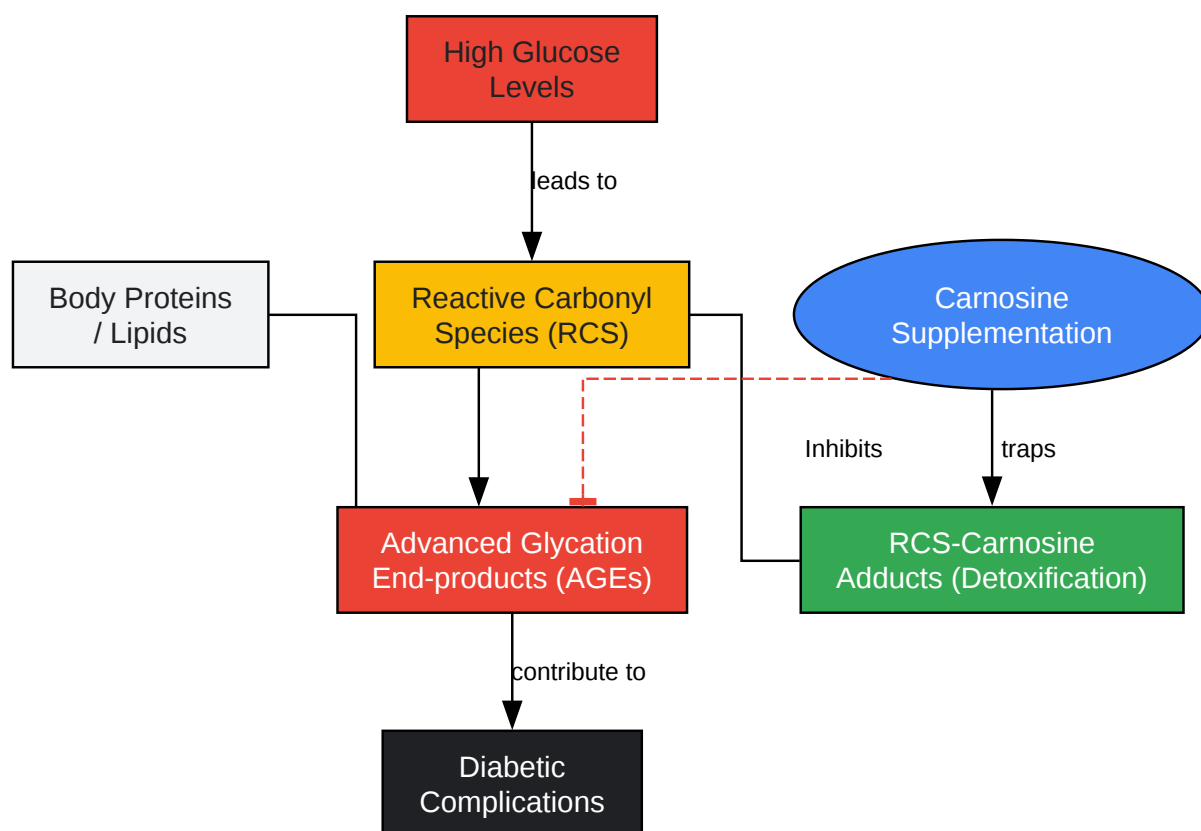 High Glucose
Levels
leads to
Body Proteins
/ Lipids
Reactive Carbonyl
Species (RCS)
Carnosine
Supplementation
Inhibits
traps
Advanced Glycation
End-products (AGEs)
RCS-Carnosine
Adducts (Detoxification)
contribute to
Diabetic
Complications